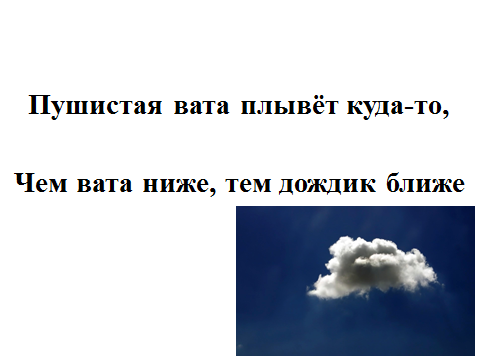 Пушистая вата плывёт куда-то,
Чем вата ниже, тем дождик ближе